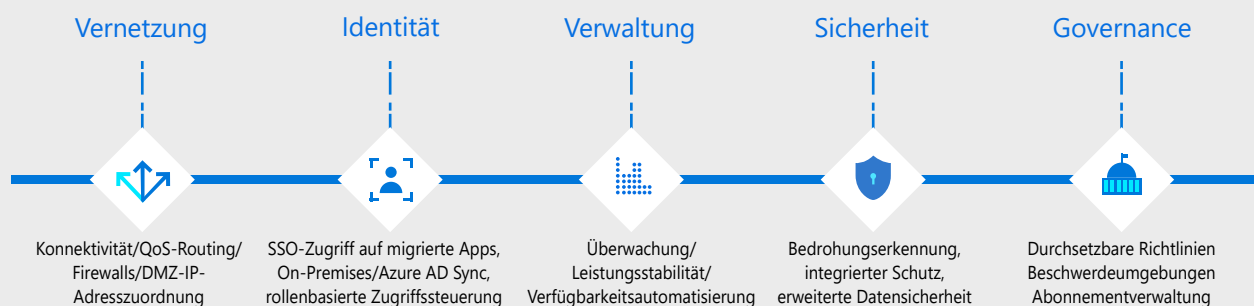 Vernetzung
Identität
Verwaltung
Sicherheit
Governance
Konnektivität/QoS-Routing/
Firewalls/DMZ-IP-
Adresszuordnung
SSO-Zugriff auf migrierte Apps,
On-Premises/Azure AD Sync,
rollenbasierte Zugriffssteuerung
Überwachung/
Leistungsstabilität/
Verfügbarkeitsautomatisierung
Bedrohungserkennung,
integrierter Schutz,
erweiterte Datensicherheit
Durchsetzbare Richtlinien
Beschwerdeumgebungen
Abonnementverwaltung